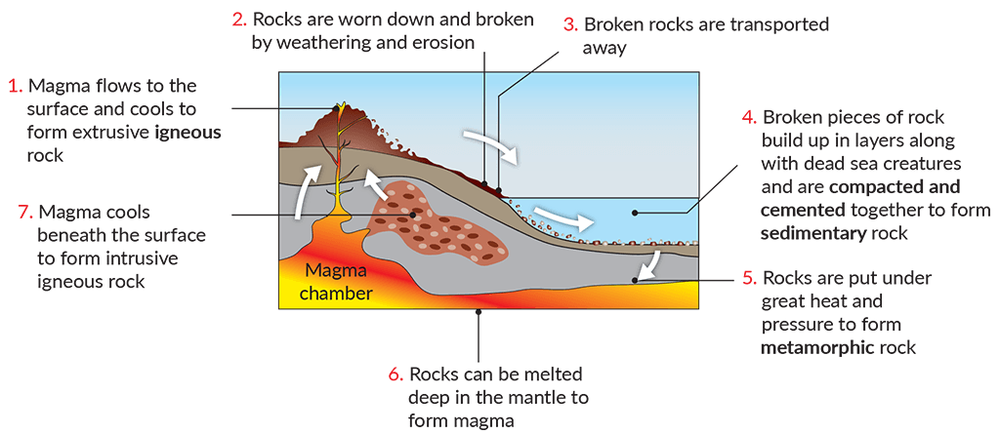 1. Magma flows to the
surface and cools to
form extrusive igneous
rock
2. Rocks are worn down and broken
by weathering and erosion
3. Broken rocks are transported
away
4. Broken pieces of rock
build up in layers along
with dead sea creatures
and are compacted and
cemented together to form
sedimentary rock
5. Rocks are put under
great heat and
pressure to form
metamorphic rock
6. Rocks can be melted
deep in the mantle to
form magma
7. Magma cools
beneath the surface
to form intrusive
igneous rock
Magma
chamber